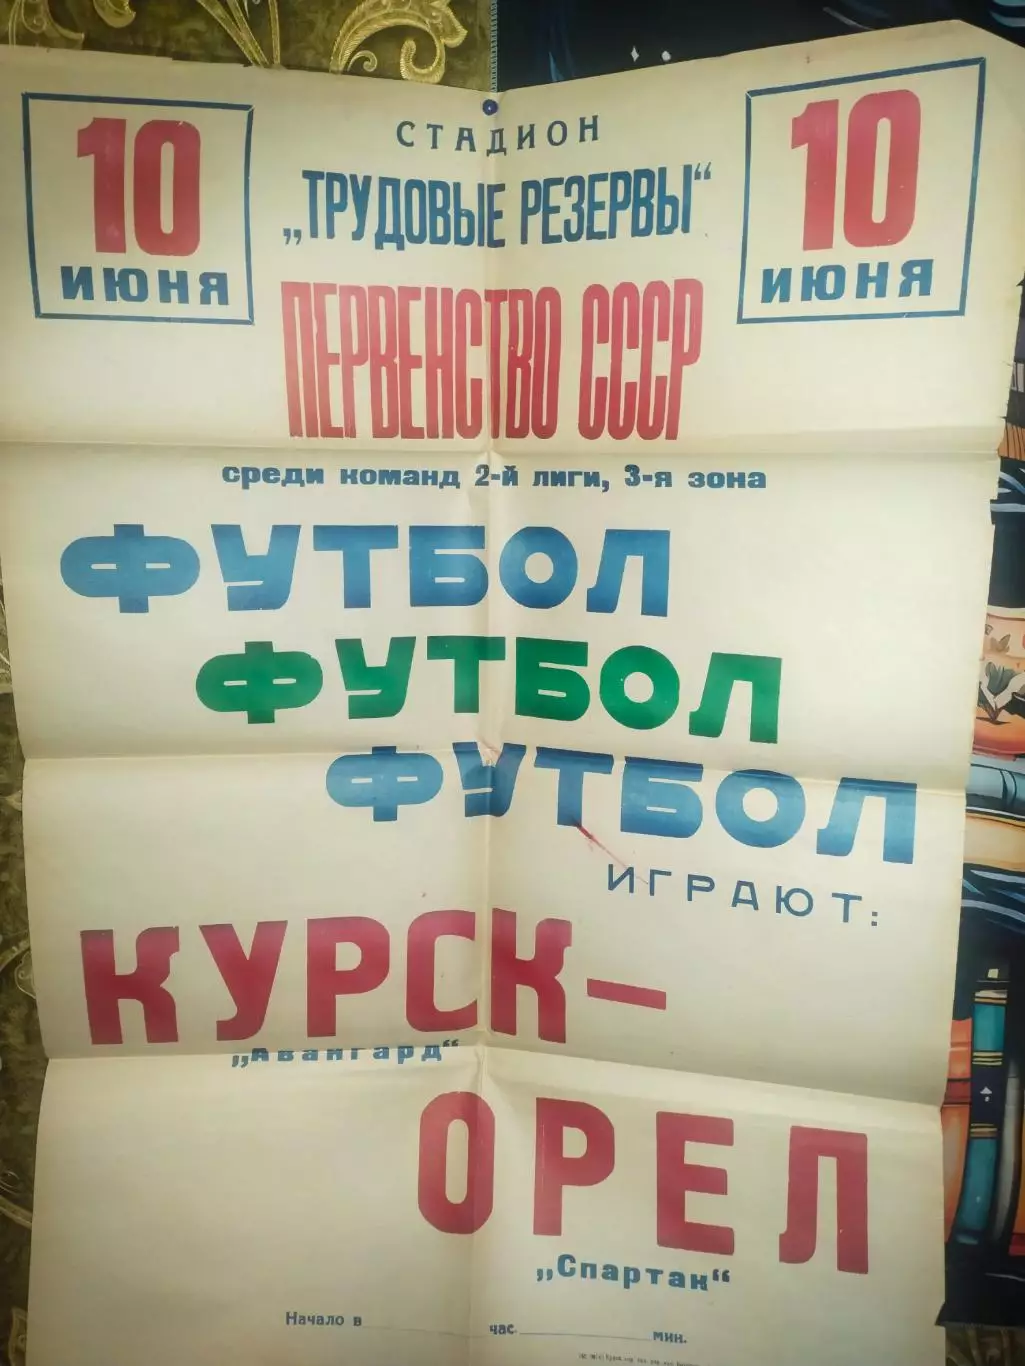 10
ИЮНЯ
СТАДИОН
„ТРУДОВЫЕ РЕЗЕРВЫ“
10
ИЮНЯ
ПЕРВЕНСТВО СССР
среди команд 2-й лиги, 3-я зона
ФУТБОЛ
ФУТБОЛ
ФУТБОЛ
ИГРАЮТ:
КУРСК—
„Авангард“
ОРЕЛ
„Спартак“
Начало в час. мин.